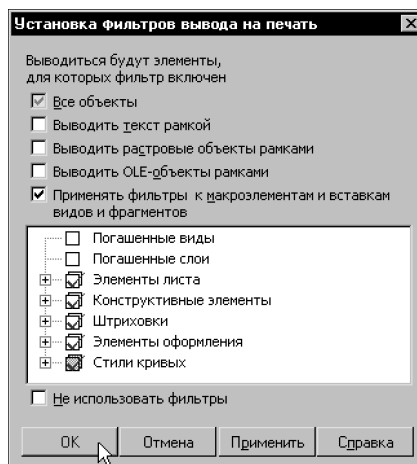 Установка фильтров вывода на печать
Выводиться будут элементы,
для которых фильтр включен
Все объекты
Выводить текст рамкой
Выводить растровые объекты рамками
Выводить OLE-объекты рамками
Применять фильтры к макроэлементам и вставкам
видов и фрагментов
Погашенные виды
Погашенные слои
Элементы листа
Конструктивные элементы
Штриховки
Элементы оформления
Стили кривых
Не использовать фильтры
OK Отмена Применить Справка